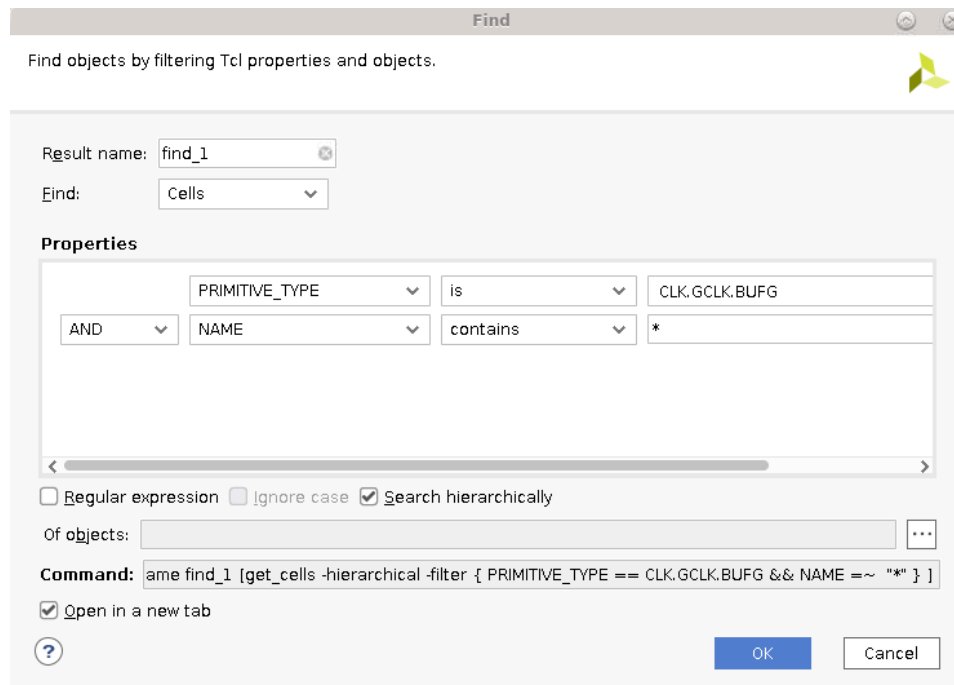 Find
Find objects by filtering Tcl properties and objects.
Result name: find_1
Find: Cells
Properties
PRIMITIVE_TYPE is CLK.GCLK.BUFG
AND NAME contains *
Regular expression Ignore case Search hierarchically
Of objects: ...
Command: ame find_1 [get_cells -hierarchical -filter { PRIMITIVE_TYPE == CLK.GCLK.BUFG && NAME =~ "*" } ]
Open in a new tab
? OK Cancel